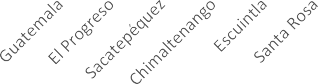 Guatemala
El Progreso
Sacatepéquez
Chimaltenango
Escuintla
Santa Rosa